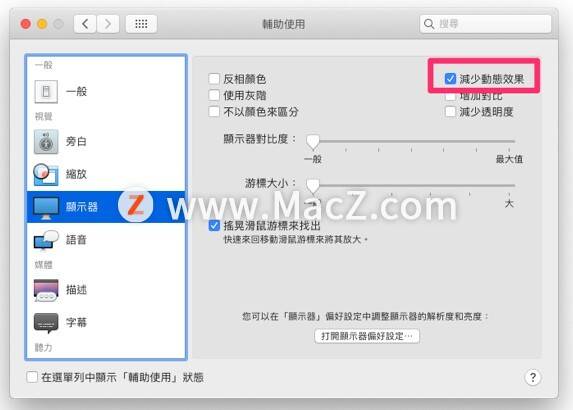 輔助使用
搜尋
一般
一般
視覺
旁白
縮放
顯示器
語音
媒體
描述
字幕
聽力
反相顏色
使用灰階
不以顏色來區分
減少動態效果
增加對比
減少透明度
顯示器對比度：
一般
最大值
游標大小：
一般
大
www.MacZ.com
搖晃滑鼠游標來找出
快速來回移動滑鼠游標來將其放大。
您可以在「顯示器」偏好設定中調整顯示器的解析度和亮度：
打開顯示器偏好設定⋯
在選單列中顯示「輔助使用」狀態
?